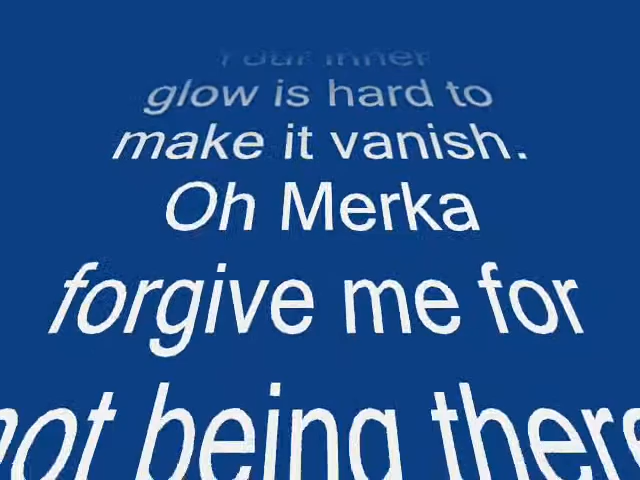 Your inner
glow is hard to
make it vanish.
Oh Merka
forgive me for
not being there